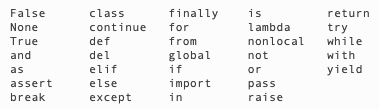 False class finally is return
None continue for lambda try
True def from nonlocal while
and del global not with
as elif if or yield
assert else import pass
break except in raise